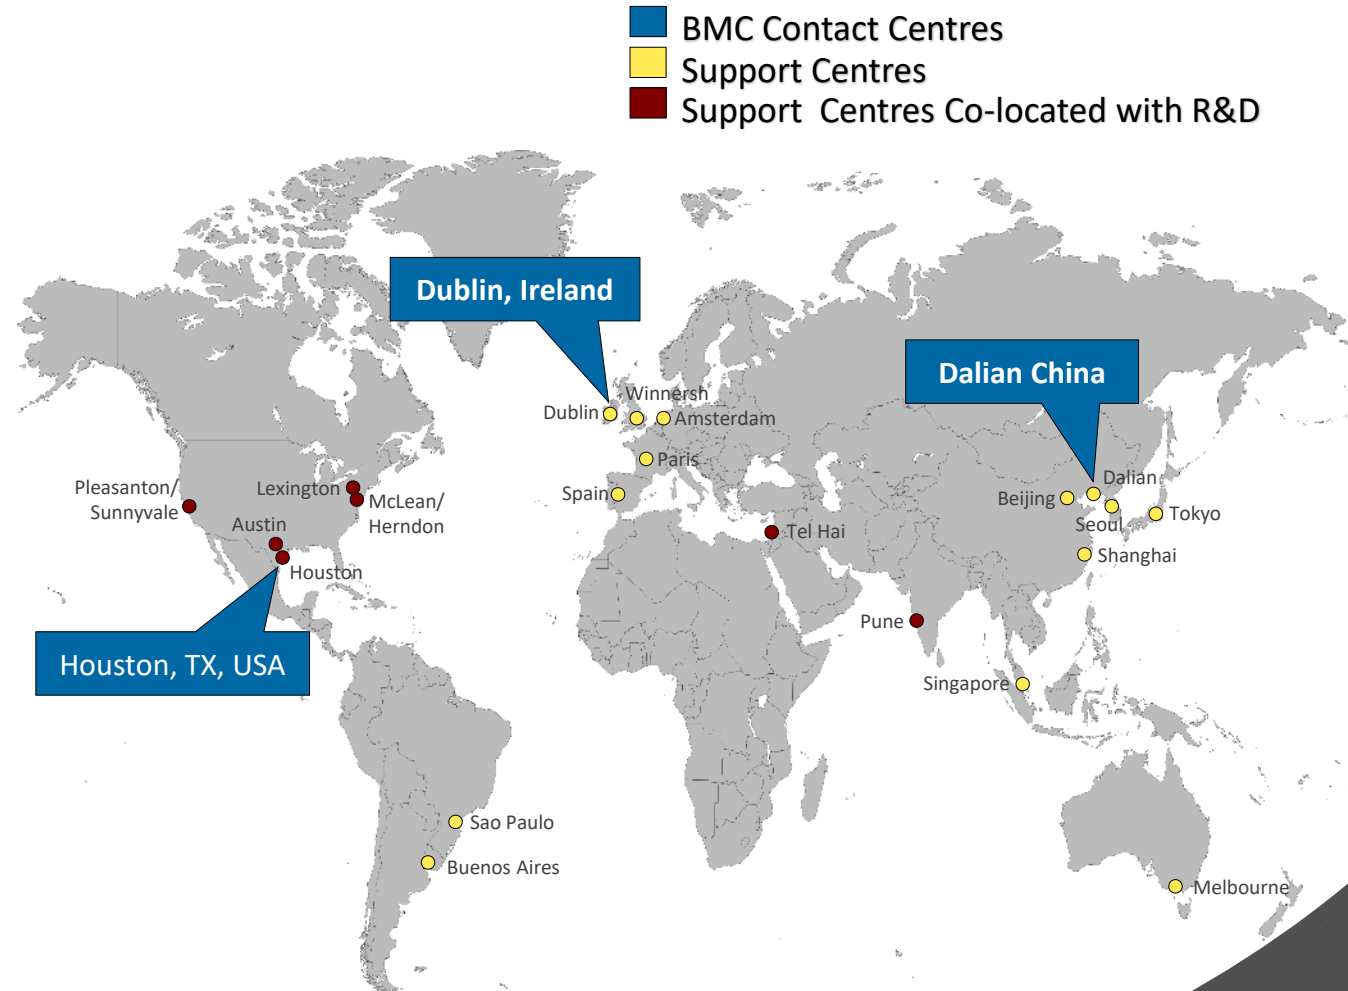 BMC Contact Centres
Support Centres
Support  Centres Co-located with R&D
Dublin, Ireland
Dalian China
Winnersh
Dublin
Amsterdam
Paris
Spain
Pleasanton/
Sunnyvale
Lexington
McLean/
Herndon
Austin
Houston
Houston, TX, USA
Tel Hai
Beijing
Dalian
Seoul
Tokyo
Shanghai
Pune
Singapore
Sao Paulo
Buenos Aires
Melbourne